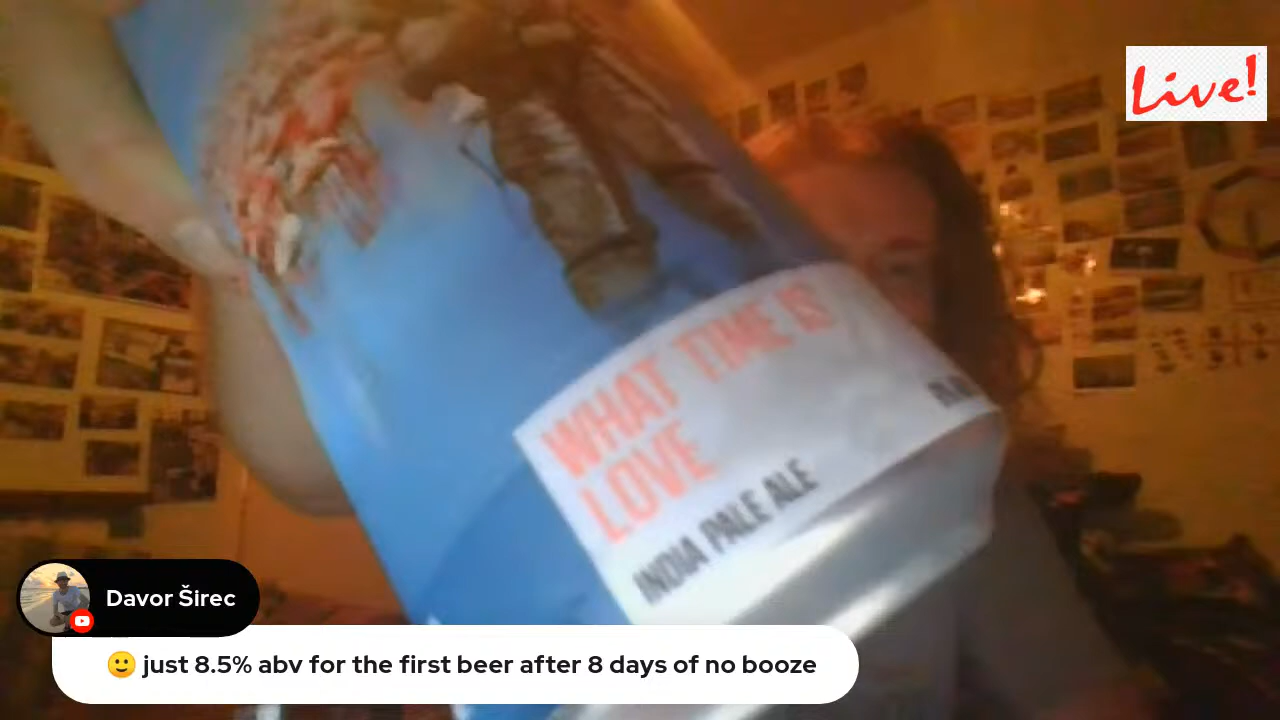 Live!
WHAT TIME IS
LOVE
INDIA PALE ALE
Davor Širec
🙂 just 8.5% abv for the first beer after 8 days of no booze